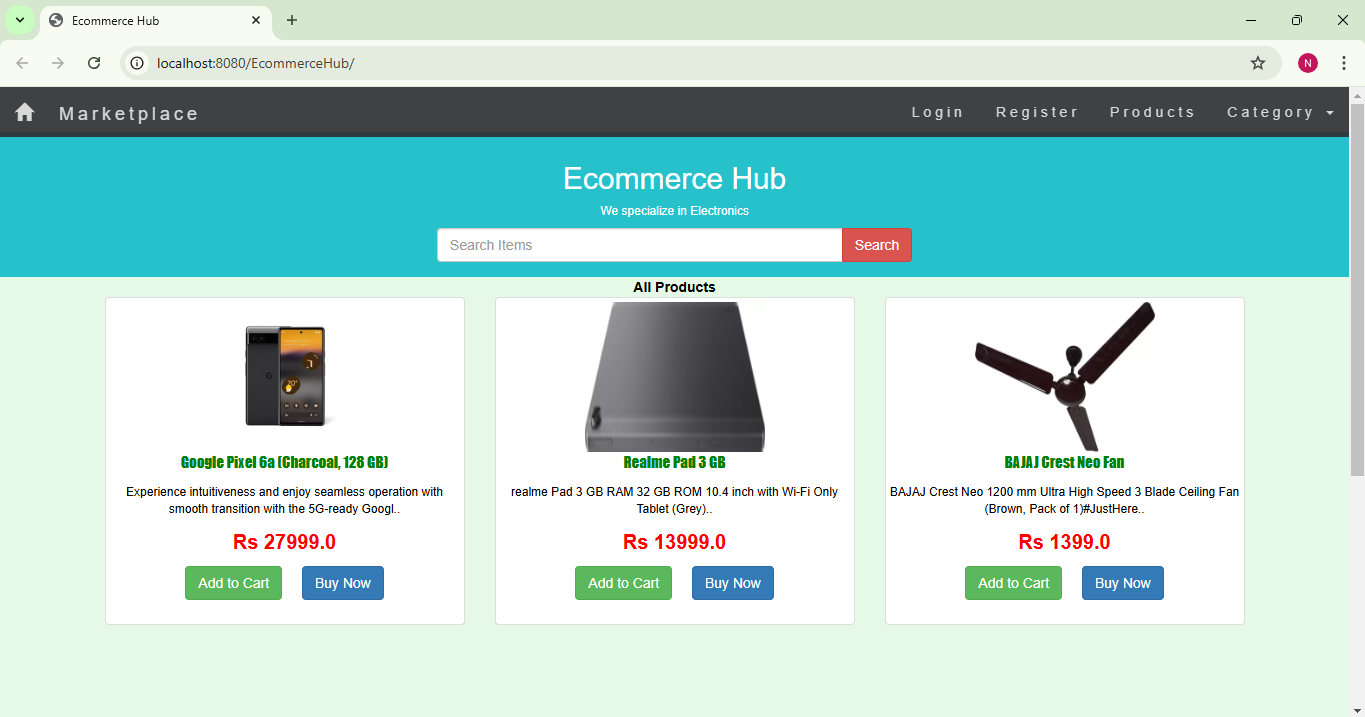 Ecommerce Hub
localhost:8080/EcommerceHub/
N
Marketplace
Login Register Products Category
Ecommerce Hub
We specialize in Electronics
Search Items
Search
All Products
Google Pixel 6a (Charcoal, 128 GB)
Experience intuitiveness and enjoy seamless operation with
smooth transition with the 5G-ready Googl..
Rs 27999.0
Add to Cart Buy Now
Realme Pad 3 GB
realme Pad 3 GB RAM 32 GB ROM 10.4 inch with Wi-Fi Only
Tablet (Grey)..
Rs 13999.0
Add to Cart Buy Now
BAJAJ Crest Neo Fan
BAJAJ Crest Neo 1200 mm Ultra High Speed 3 Blade Ceiling Fan
(Brown, Pack of 1)#JustHere..
Rs 1399.0
Add to Cart Buy Now